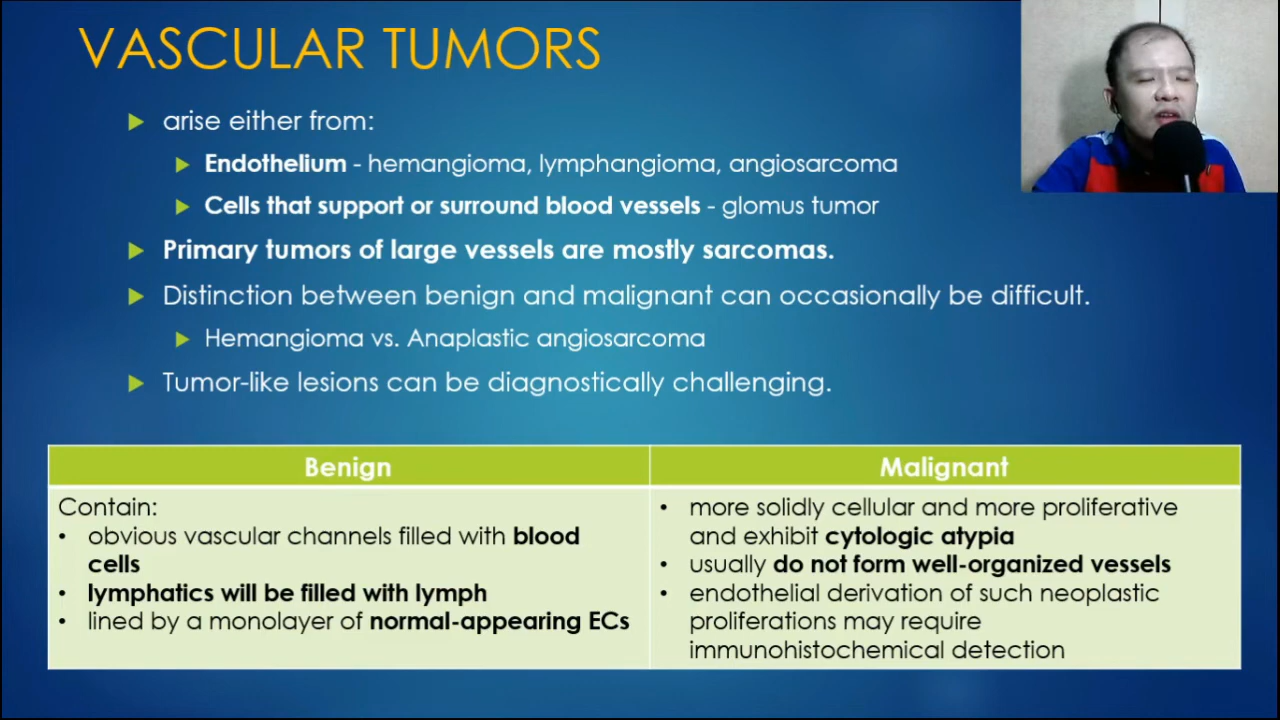 VASCULAR TUMORS
arise either from:
Endothelium - hemangioma, lymphangioma, angiosarcoma
Cells that support or surround blood vessels - glomus tumor
Primary tumors of large vessels are mostly sarcomas.
Distinction between benign and malignant can occasionally be difficult.
Hemangioma vs. Anaplastic angiosarcoma
Tumor-like lesions can be diagnostically challenging.
Benign
Contain:
• obvious vascular channels filled with blood
cells
• lymphatics will be filled with lymph
• lined by a monolayer of normal-appearing ECs
Malignant
• more solidly cellular and more proliferative
and exhibit cytologic atypia
• usually do not form well-organized vessels
• endothelial derivation of such neoplastic
proliferations may require
immunohistochemical detection